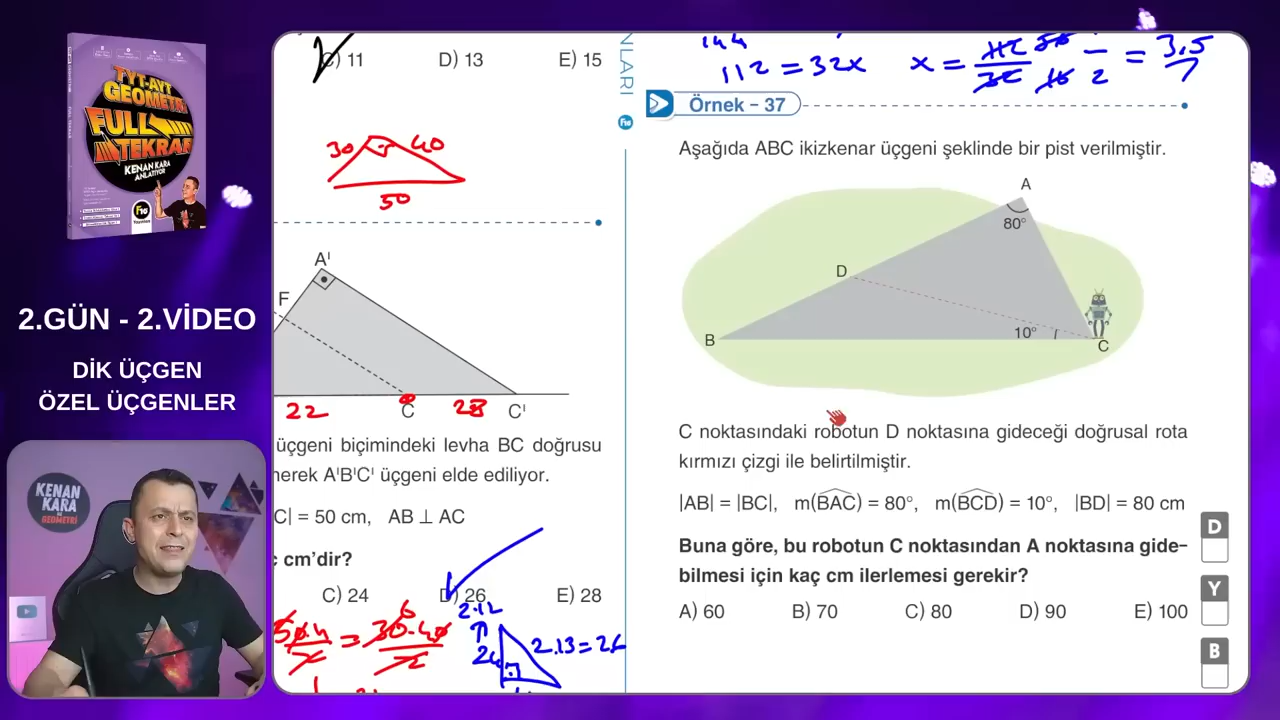 TYT-AYT
GEOMETRİ
FULL
TEKRAR
KENAN KARA
ANLATIYOR
2.GÜN - 2.VİDEO
DİK ÜÇGEN
ÖZEL ÜÇGENLER
KENAN
KARA
C) 11 D) 13 E) 15
30 40
50
A'
F
22 C 28 C'
üçgeni biçimindeki levha BC doğrusu
nerek A'B'C' üçgeni elde ediliyor.
C| = 50 cm, AB ⊥ AC
cm'dir?
C) 24 D) 26 E) 28
2.12
24
2.13=26
NLARI
112 = 32x x = = 3,5
Örnek – 37
Aşağıda ABC ikizkenar üçgeni şeklinde bir pist verilmiştir.
A
80°
D
B
10°
C
C noktasındaki robotun D noktasına gideceği doğrusal rota
kırmızı çizgi ile belirtilmiştir.
|AB| = |BC|, m(BAC) = 80°, m(BCD) = 10°, |BD| = 80 cm
Buna göre, bu robotun C noktasından A noktasına gide-
bilmesi için kaç cm ilerlemesi gerekir?
A) 60 B) 70 C) 80 D) 90 E) 100
D
Y
B